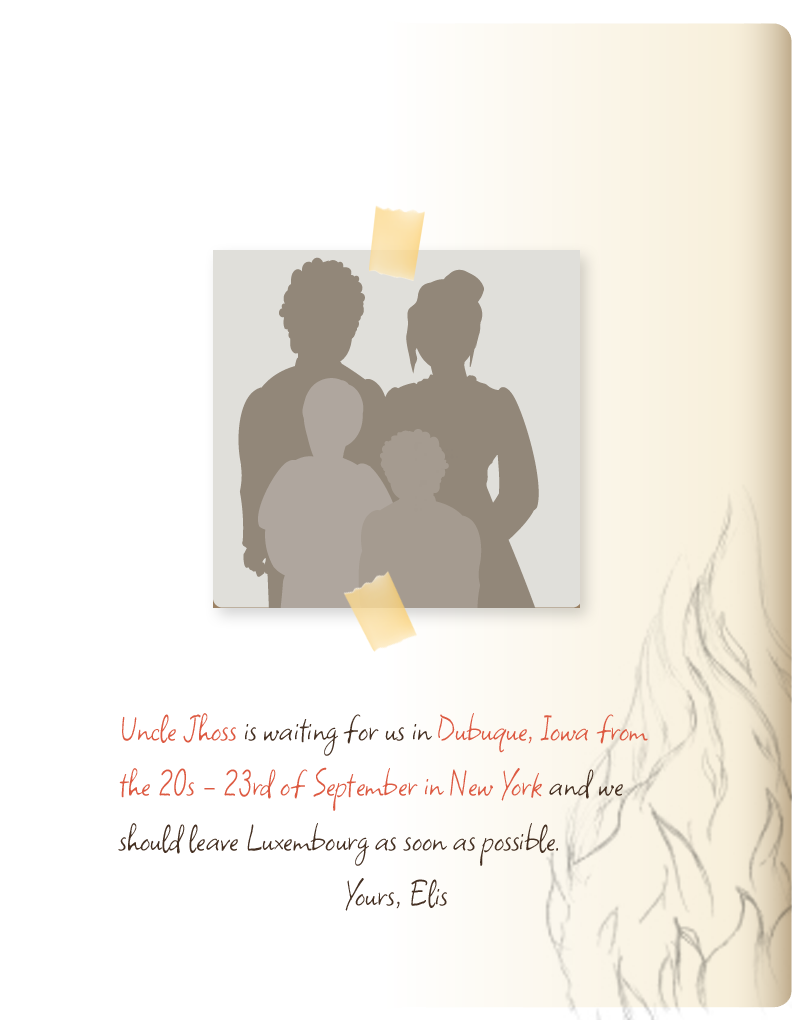 Uncle Jhoss is waiting for us in Dubuque, Iowa from
the 20s – 23rd of September in New York and we
should leave Luxembourg as soon as possible.
Yours, Elis